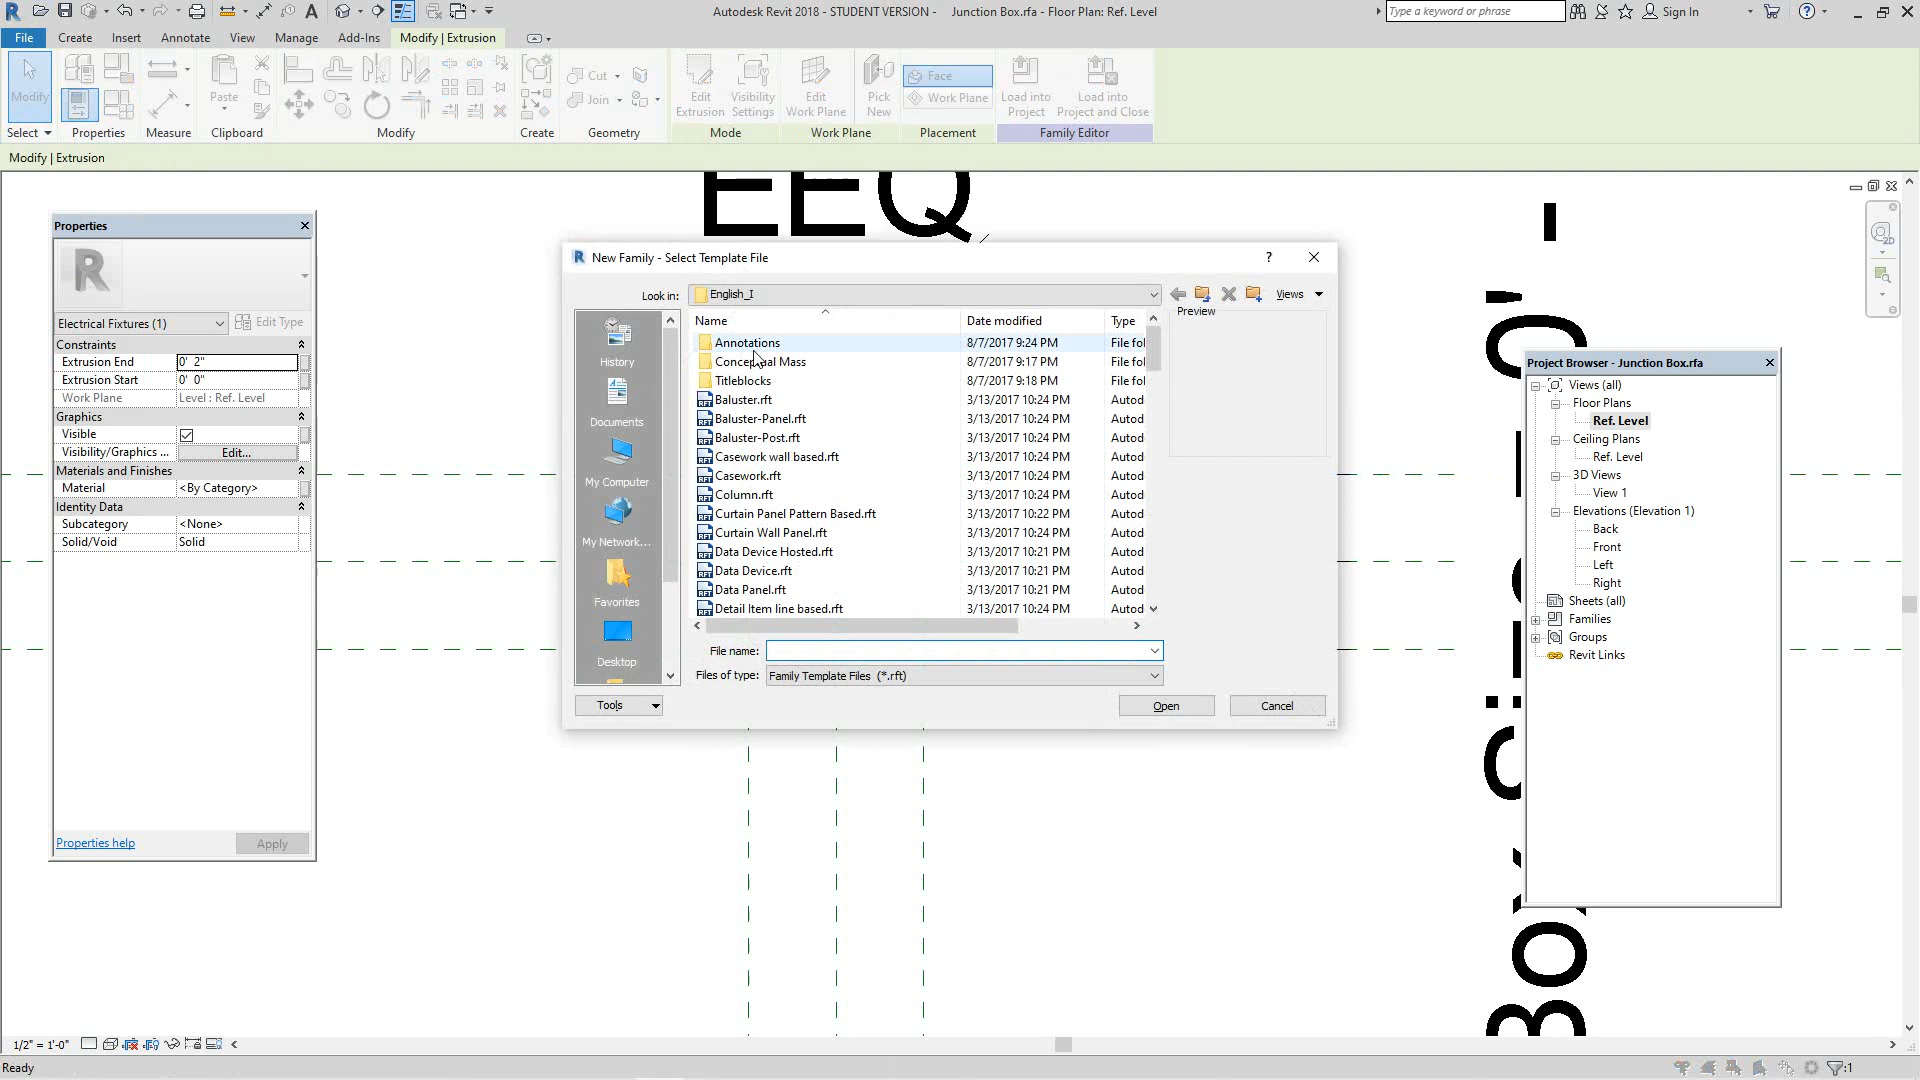 Autodesk Revit 2018 - STUDENT VERSION - Junction Box.rfa - Floor Plan: Ref. Level
Type a keyword or phrase
Sign In
File Create Insert Annotate View Manage Add-Ins Modify | Extrusion
Modify
Paste
Cut
Join
Edit Extrusion
Visibility Settings
Edit Work Plane
Pick New
Face
Work Plane
Load into Project
Load into Project and Close
Select Properties Measure Clipboard Modify Create Geometry Mode Work Plane Placement Family Editor
Modify | Extrusion
EEQ
Properties
Electrical Fixtures (1)
Edit Type
Constraints
Extrusion End 0' 2"
Extrusion Start 0' 0"
Work Plane Level : Ref. Level
Graphics
Visible
Visibility/Graphics ... Edit...
Materials and Finishes
Material <By Category>
Identity Data
Subcategory <None>
Solid/Void Solid
Properties help
Apply
New Family - Select Template File
?
Look in: English_I
Views
Preview
History
Documents
My Computer
My Network...
Favorites
Desktop
Name Date modified Type
Annotations 8/7/2017 9:24 PM File fol
Conceptual Mass 8/7/2017 9:17 PM File fol
Titleblocks 8/7/2017 9:18 PM File fol
Baluster.rft 3/13/2017 10:24 PM Autod
Baluster-Panel.rft 3/13/2017 10:24 PM Autod
Baluster-Post.rft 3/13/2017 10:24 PM Autod
Casework wall based.rft 3/13/2017 10:24 PM Autod
Casework.rft 3/13/2017 10:24 PM Autod
Column.rft 3/13/2017 10:24 PM Autod
Curtain Panel Pattern Based.rft 3/13/2017 10:22 PM Autod
Curtain Wall Panel.rft 3/13/2017 10:24 PM Autod
Data Device Hosted.rft 3/13/2017 10:21 PM Autod
Data Device.rft 3/13/2017 10:21 PM Autod
Data Panel.rft 3/13/2017 10:21 PM Autod
Detail Item line based.rft 3/13/2017 10:24 PM Autod
File name:
Files of type: Family Template Files (*.rft)
Tools
Open
Cancel
Project Browser - Junction Box.rfa
Views (all)
Floor Plans
Ref. Level
Ceiling Plans
Ref. Level
3D Views
View 1
Elevations (Elevation 1)
Back
Front
Left
Right
Sheets (all)
Families
Groups
Revit Links
1/2" = 1'-0"
Ready
:1